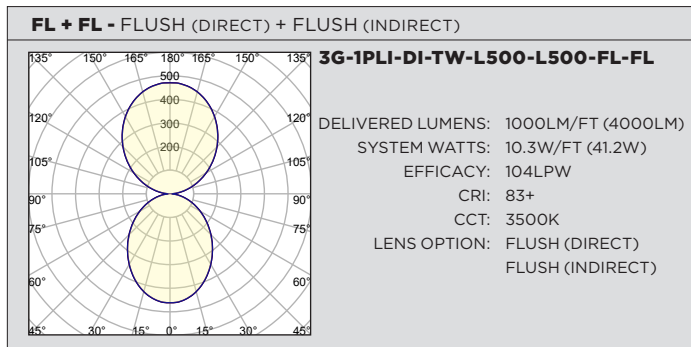 FL + FL - FLUSH (DIRECT) + FLUSH (INDIRECT)
135° 150° 165° 180° 165° 150° 135°
500
400
300
200
120° 120°
105° 105°
90° 90°
75° 75°
60° 60°
45° 30° 15° 0° 15° 30° 45°
3G-1PLI-DI-TW-L500-L500-FL-FL
DELIVERED LUMENS: 1000LM/FT (4000LM)
SYSTEM WATTS: 10.3W/FT (41.2W)
EFFICACY: 104LPW
CRI: 83+
CCT: 3500K
LENS OPTION: FLUSH (DIRECT)
FLUSH (INDIRECT)